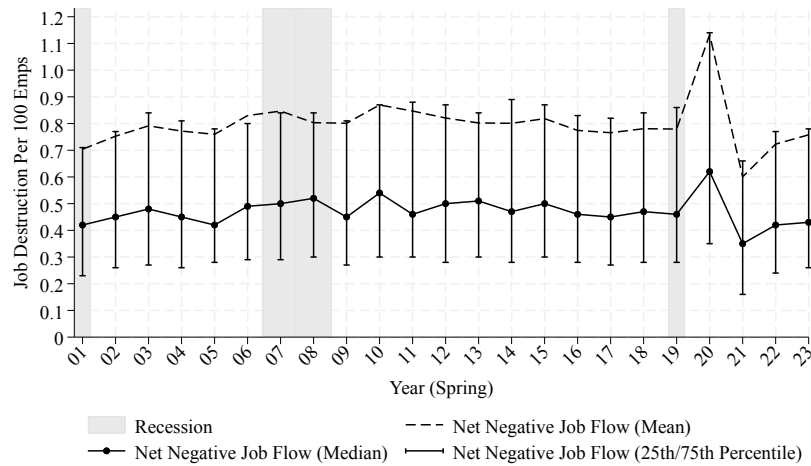 Job Destruction Per 100 Emps
1.2
1.1
1.0
0.9
0.8
0.7
0.6
0.5
0.4
0.3
0.2
0.1
0
01 02 03 04 05 06 07 08 09 10 11 12 13 14 15 16 17 18 19 20 21 22 23
Year (Spring)
Recession Net Negative Job Flow (Mean)
Net Negative Job Flow (Median) Net Negative Job Flow (25th/75th Percentile)